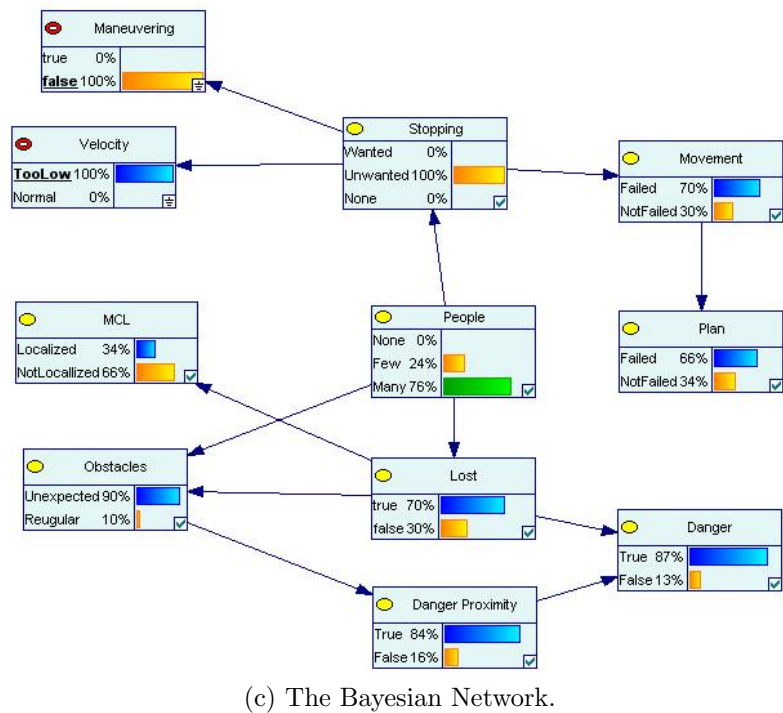 Maneuvering
true 0%
false 100%
Velocity
TooLow 100%
Normal 0%
Stopping
Wanted 0%
Unwanted 100%
None 0%
Movement
Failed 70%
NotFailed 30%
MCL
Localized 34%
NotLocallized 66%
People
None 0%
Few 24%
Many 76%
Plan
Failed 66%
NotFailed 34%
Obstacles
Unexpected 90%
Reugular 10%
Lost
true 70%
false 30%
Danger
True 87%
False 13%
Danger Proximity
True 84%
False 16%
(c) The Bayesian Network.